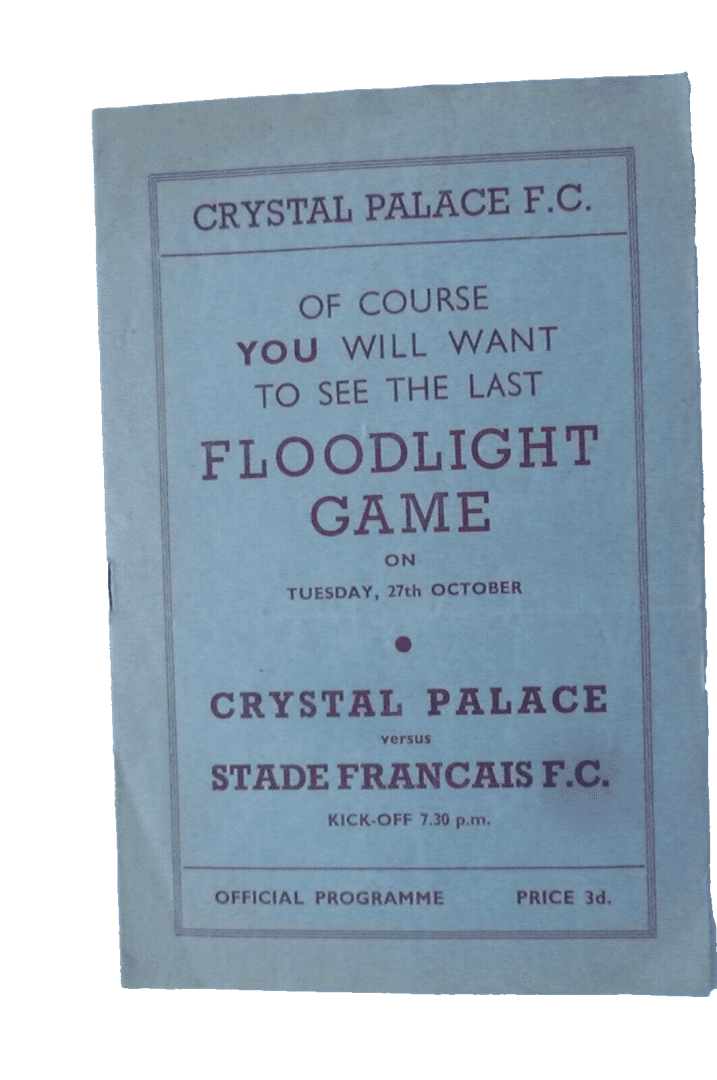 CRYSTAL PALACE F.C.
OF COURSE
YOU WILL WANT
TO SEE THE LAST
FLOODLIGHT
GAME
ON
TUESDAY, 27th OCTOBER
CRYSTAL PALACE
versus
STADE FRANCAIS F.C.
KICK-OFF 7.30 p.m.
OFFICIAL PROGRAMME PRICE 3d.